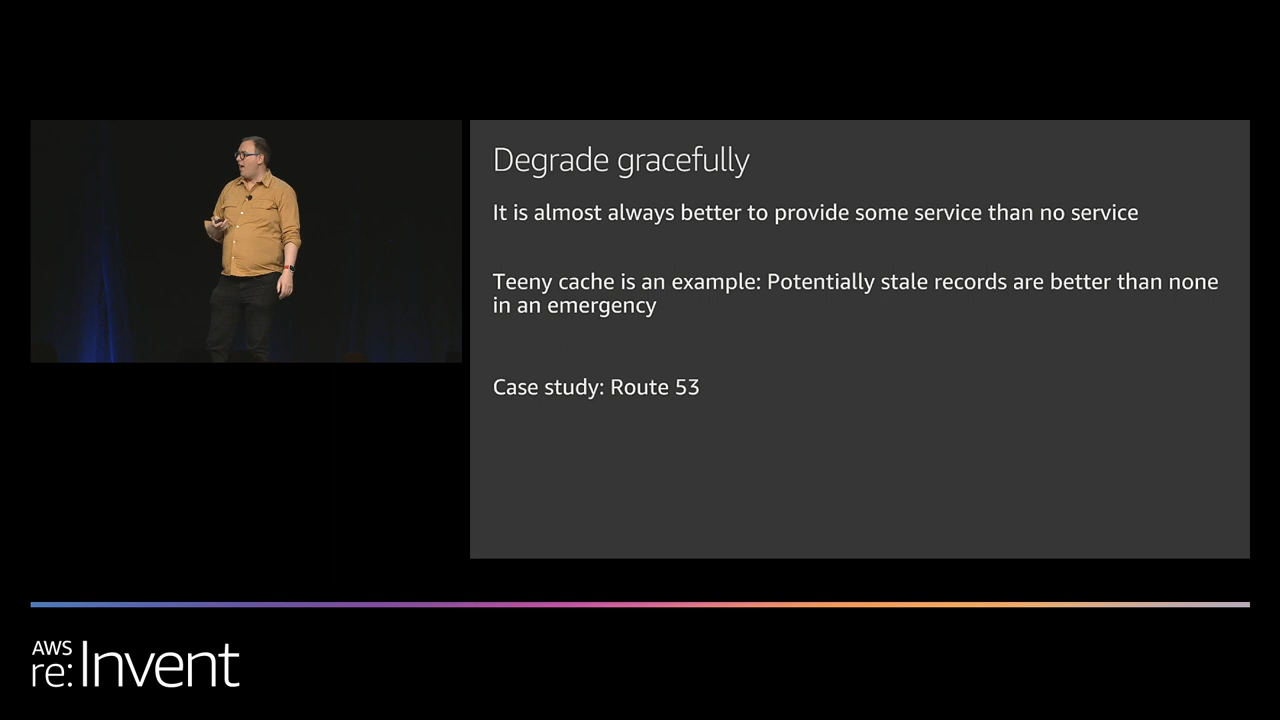 Degrade gracefully
It is almost always better to provide some service than no service
Teeny cache is an example: Potentially stale records are better than none
in an emergency
Case study: Route 53
AWS
re:Invent